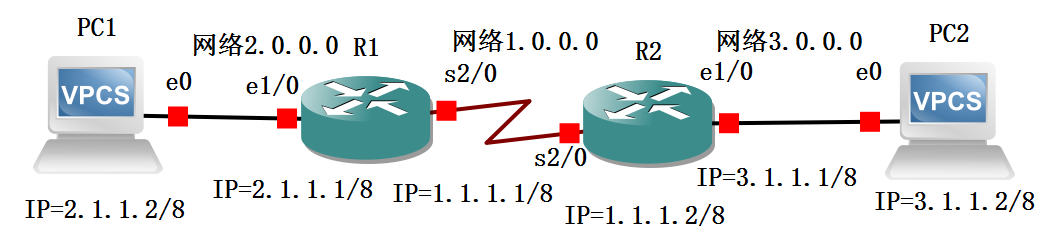 PC1
网络2.0.0.0
R1
网络1.0.0.0
R2
网络3.0.0.0
PC2
VPCS
e0
e1/0
s2/0
s2/0
e1/0
e0
VPCS
IP=2.1.1.2/8
IP=2.1.1.1/8
IP=1.1.1.1/8
IP=1.1.1.2/8
IP=3.1.1.1/8
IP=3.1.1.2/8